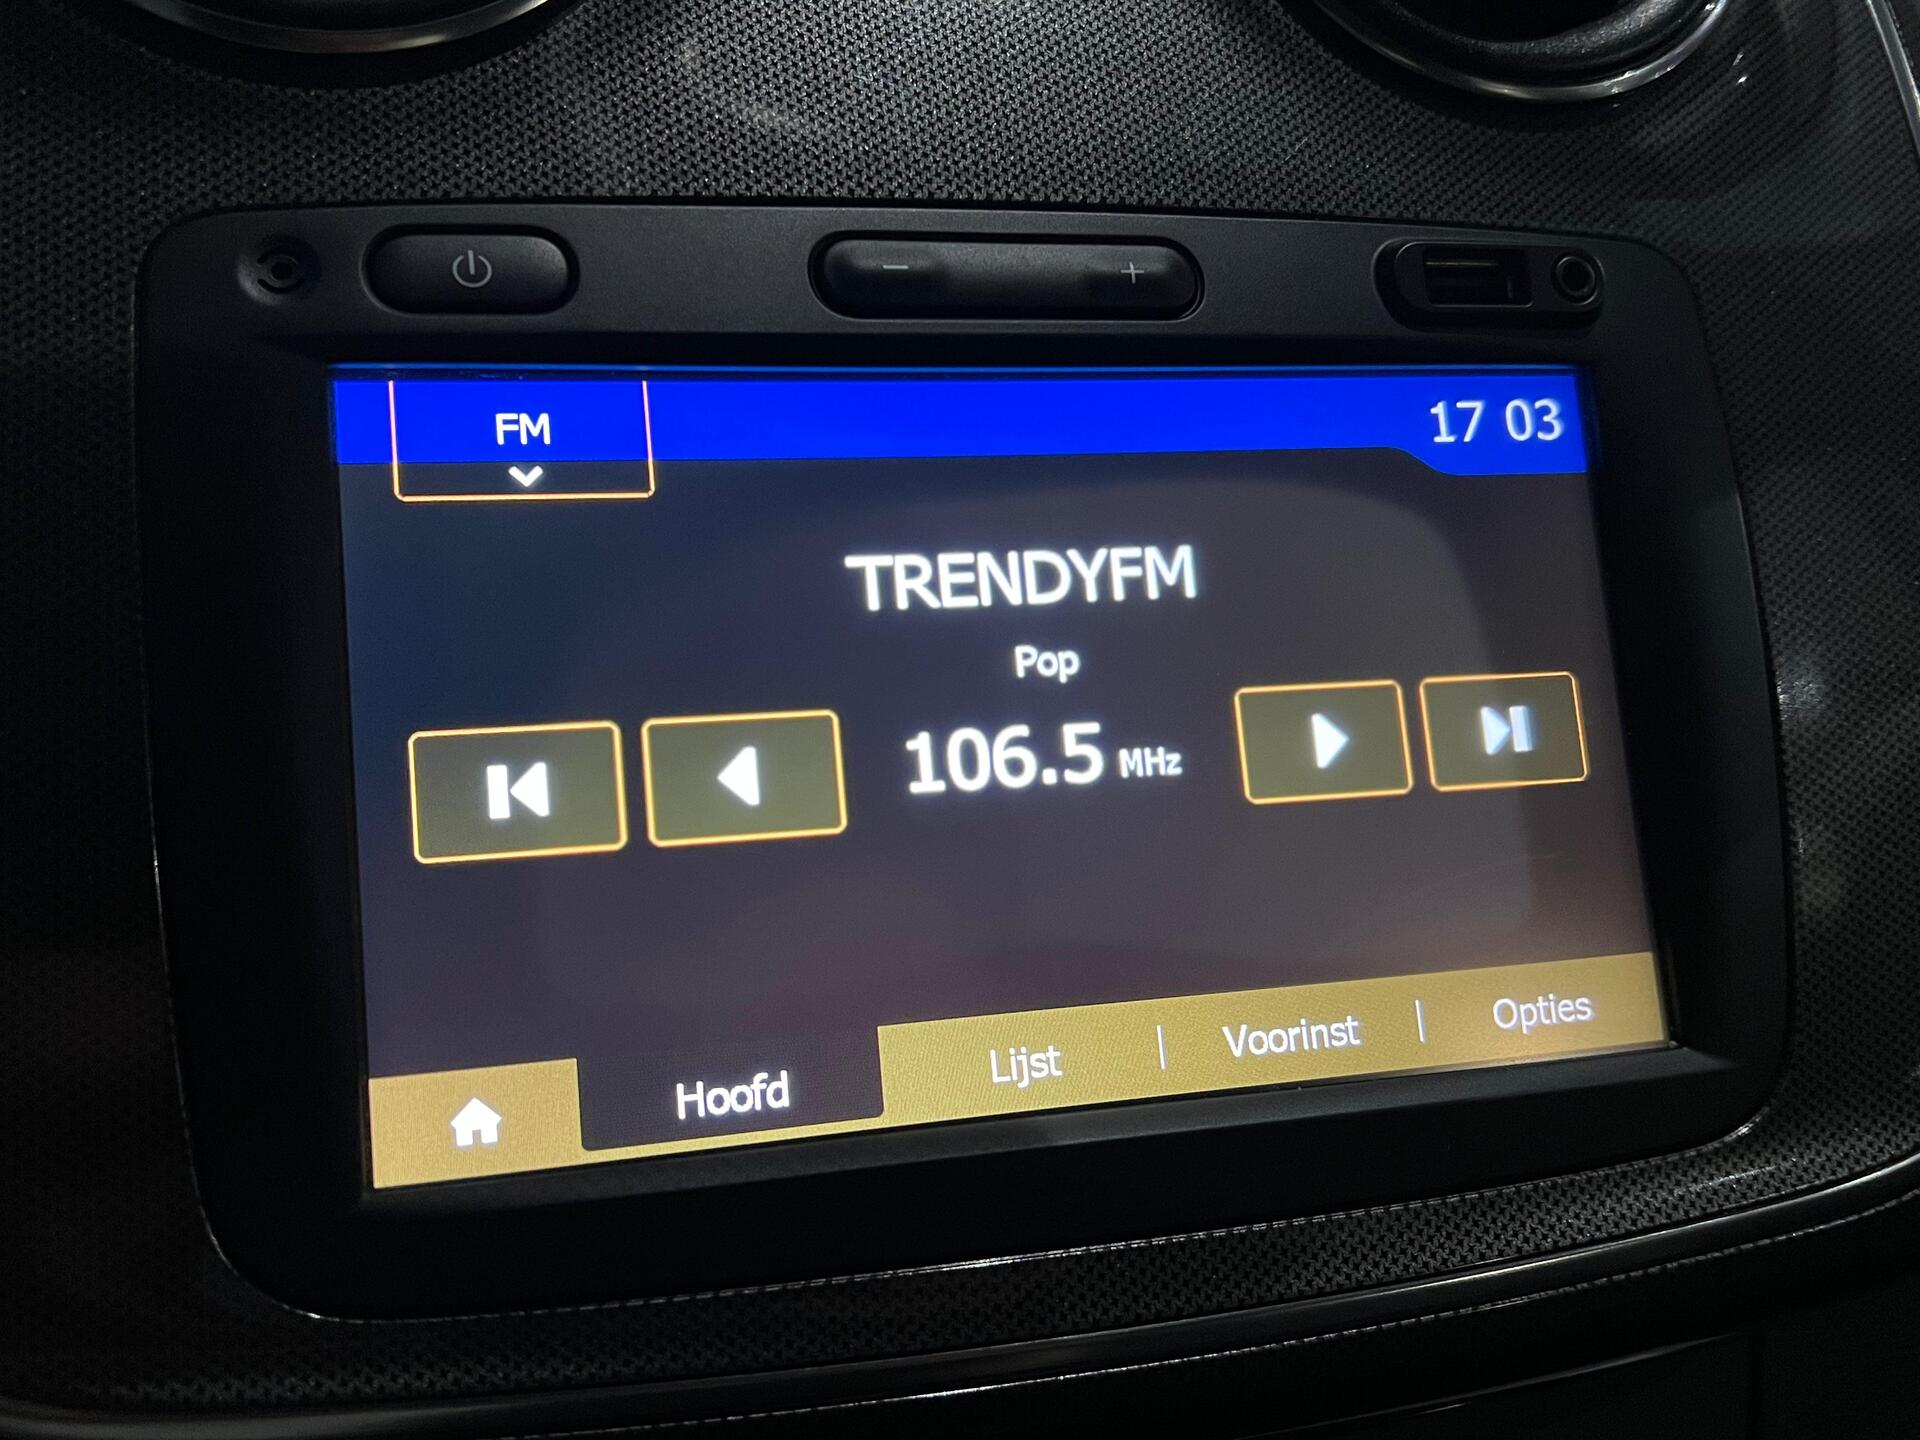 FM
17 03
TRENDYFM
Pop
106.5 MHz
Hoofd
Lijst
Voorinst
Opties